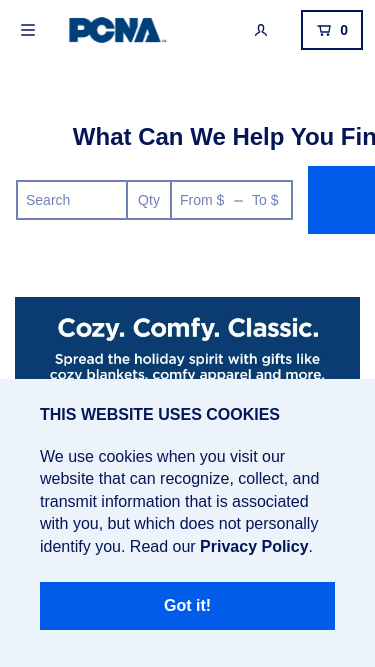 PCNA
0
What Can We Help You Fin
Search Qty From $ – To $
Cozy. Comfy. Classic.
Spread the holiday spirit with gifts like
cozy blankets, comfy apparel and more.
THIS WEBSITE USES COOKIES
We use cookies when you visit our
website that can recognize, collect, and
transmit information that is associated
with you, but which does not personally
identify you. Read our Privacy Policy.
Got it!